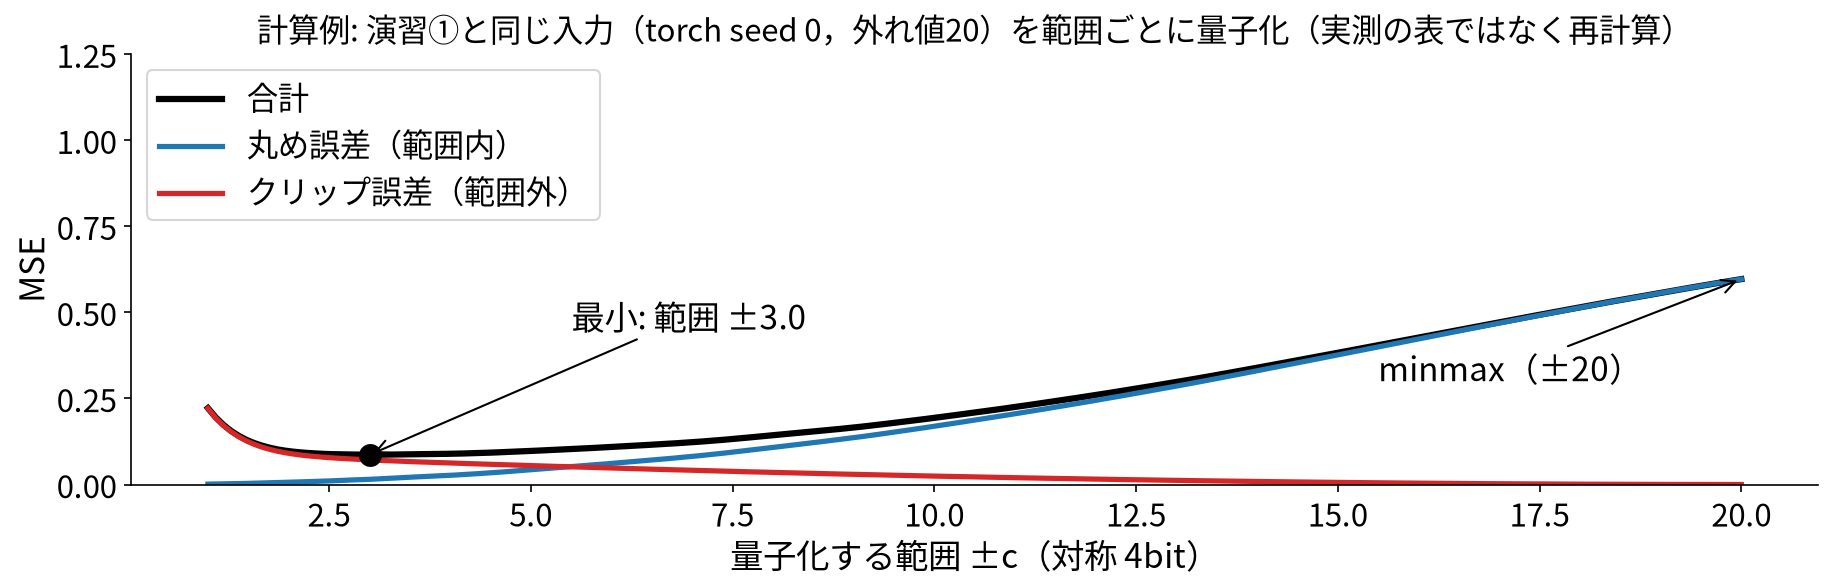 計算例: 演習①と同じ入力（torch seed 0，外れ値20）を範囲ごとに量子化（実測の表ではなく再計算）
1.25
1.00
0.75
0.50
0.25
0.00
MSE
合計
丸め誤差（範囲内）
クリップ誤差（範囲外）
最小: 範囲 ±3.0
minmax（±20）
2.5 5.0 7.5 10.0 12.5 15.0 17.5 20.0
量子化する範囲 ±c（対称 4bit）